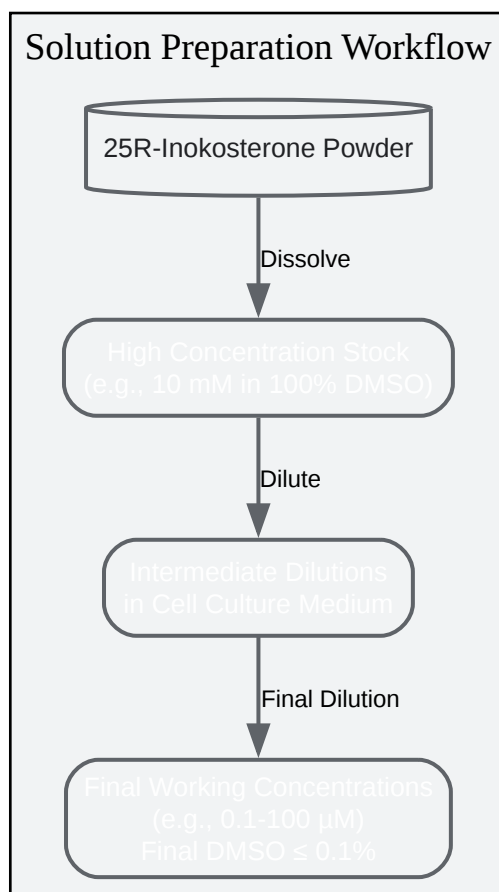 Solution Preparation Workflow
25R-Inokosterone Powder
Dissolve
High Concentration Stock
(e.g., 10 mM in 100% DMSO)
Dilute
Intermediate Dilutions
in Cell Culture Medium
Final Dilution
Final Working Concentrations
(e.g., 0.1-100 µM)
Final DMSO ≤ 0.1%